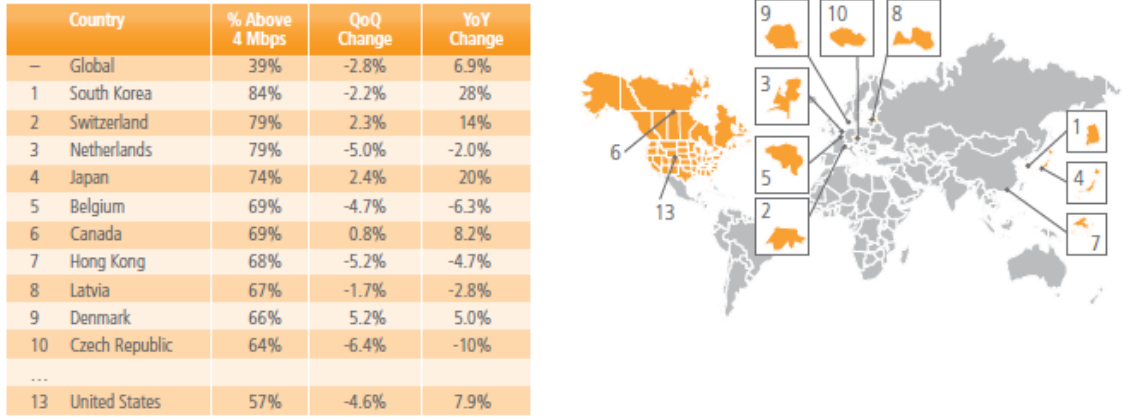 Country % Above 4 Mbps QoQ Change YoY Change
– Global 39% -2.8% 6.9%
1 South Korea 84% -2.2% 28%
2 Switzerland 79% 2.3% 14%
3 Netherlands 79% -5.0% -2.0%
4 Japan 74% 2.4% 20%
5 Belgium 69% -4.7% -6.3%
6 Canada 69% 0.8% 8.2%
7 Hong Kong 68% -5.2% -4.7%
8 Latvia 67% -1.7% -2.8%
9 Denmark 66% 5.2% 5.0%
10 Czech Republic 64% -6.4% -10%
...
13 United States 57% -4.6% 7.9%
9 10 8
3
1
6
5
4
13
2
7